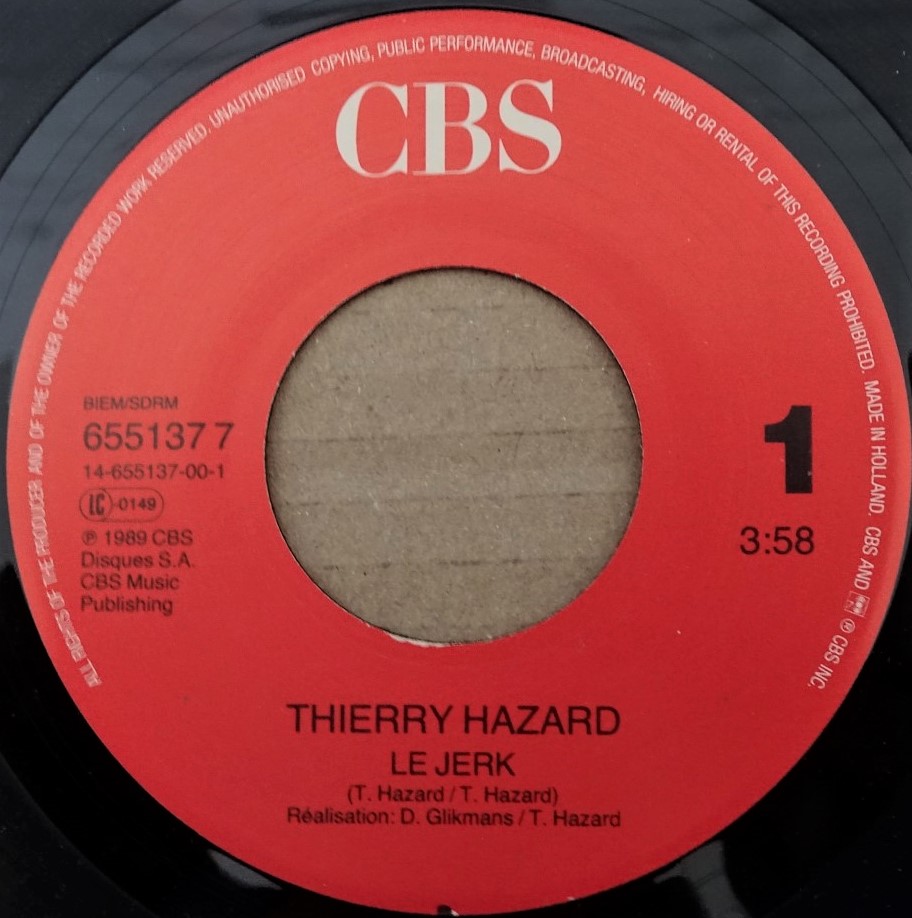 ALL RIGHTS OF THE PRODUCER AND OF THE OWNER OF THE RECORDED WORK RESERVED. UNAUTHORISED COPYING, PUBLIC PERFORMANCE, BROADCASTING, HIRING OR RENTAL OF THIS RECORDING PROHIBITED. MADE IN HOLLAND. CBS AND ® CBS INC.
CBS
BIEM/SDRM
655137 7
14-655137-00-1
LC-0149
℗ 1989 CBS
Disques S.A.
CBS Music
Publishing
1
3:58
THIERRY HAZARD
LE JERK
(T. Hazard / T. Hazard)
Réalisation: D. Glikmans / T. Hazard